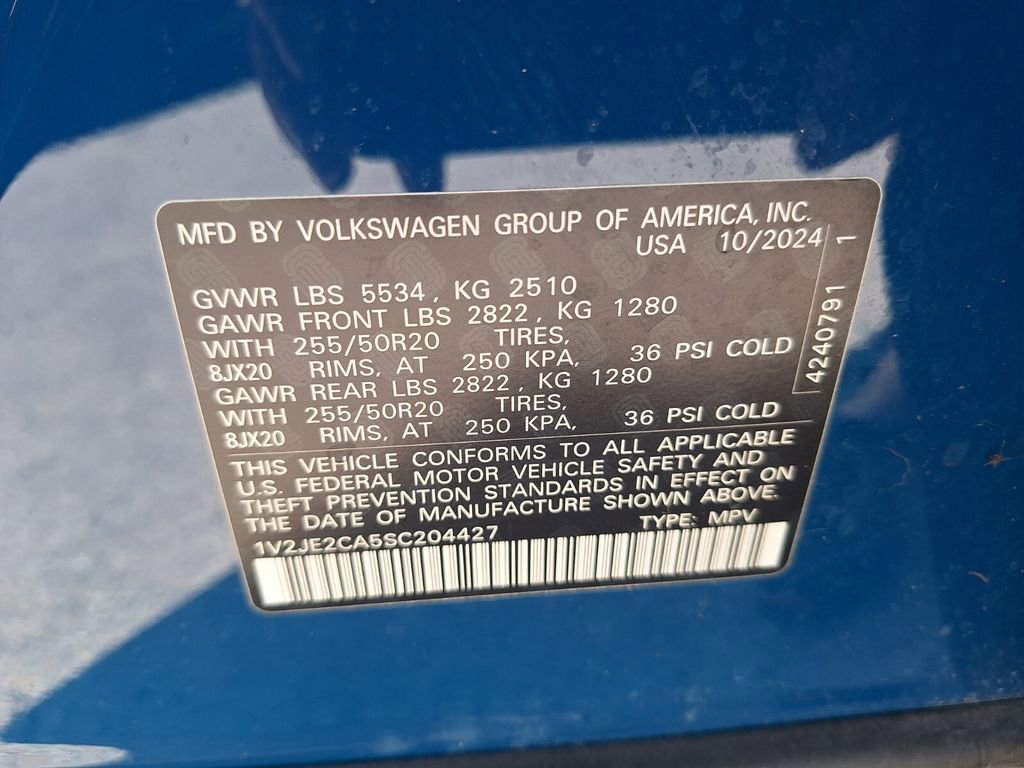 MFD BY VOLKSWAGEN GROUP OF AMERICA, INC.
USA 10/2024
GVWR LBS 5534, KG 2510
GAWR FRONT LBS 2822, KG 1280
WITH 255/50R20 TIRES,
8JX20 RIMS, AT 250 KPA, 36 PSI COLD
GAWR REAR LBS 2822, KG 1280
WITH 255/50R20 TIRES,
8JX20 RIMS, AT 250 KPA, 36 PSI COLD
THIS VEHICLE CONFORMS TO ALL APPLICABLE
U.S. FEDERAL MOTOR VEHICLE SAFETY AND
THEFT PREVENTION STANDARDS IN EFFECT ON
THE DATE OF MANUFACTURE SHOWN ABOVE.
1V2JE2CA5SC204427 TYPE: MPV
4240791 1